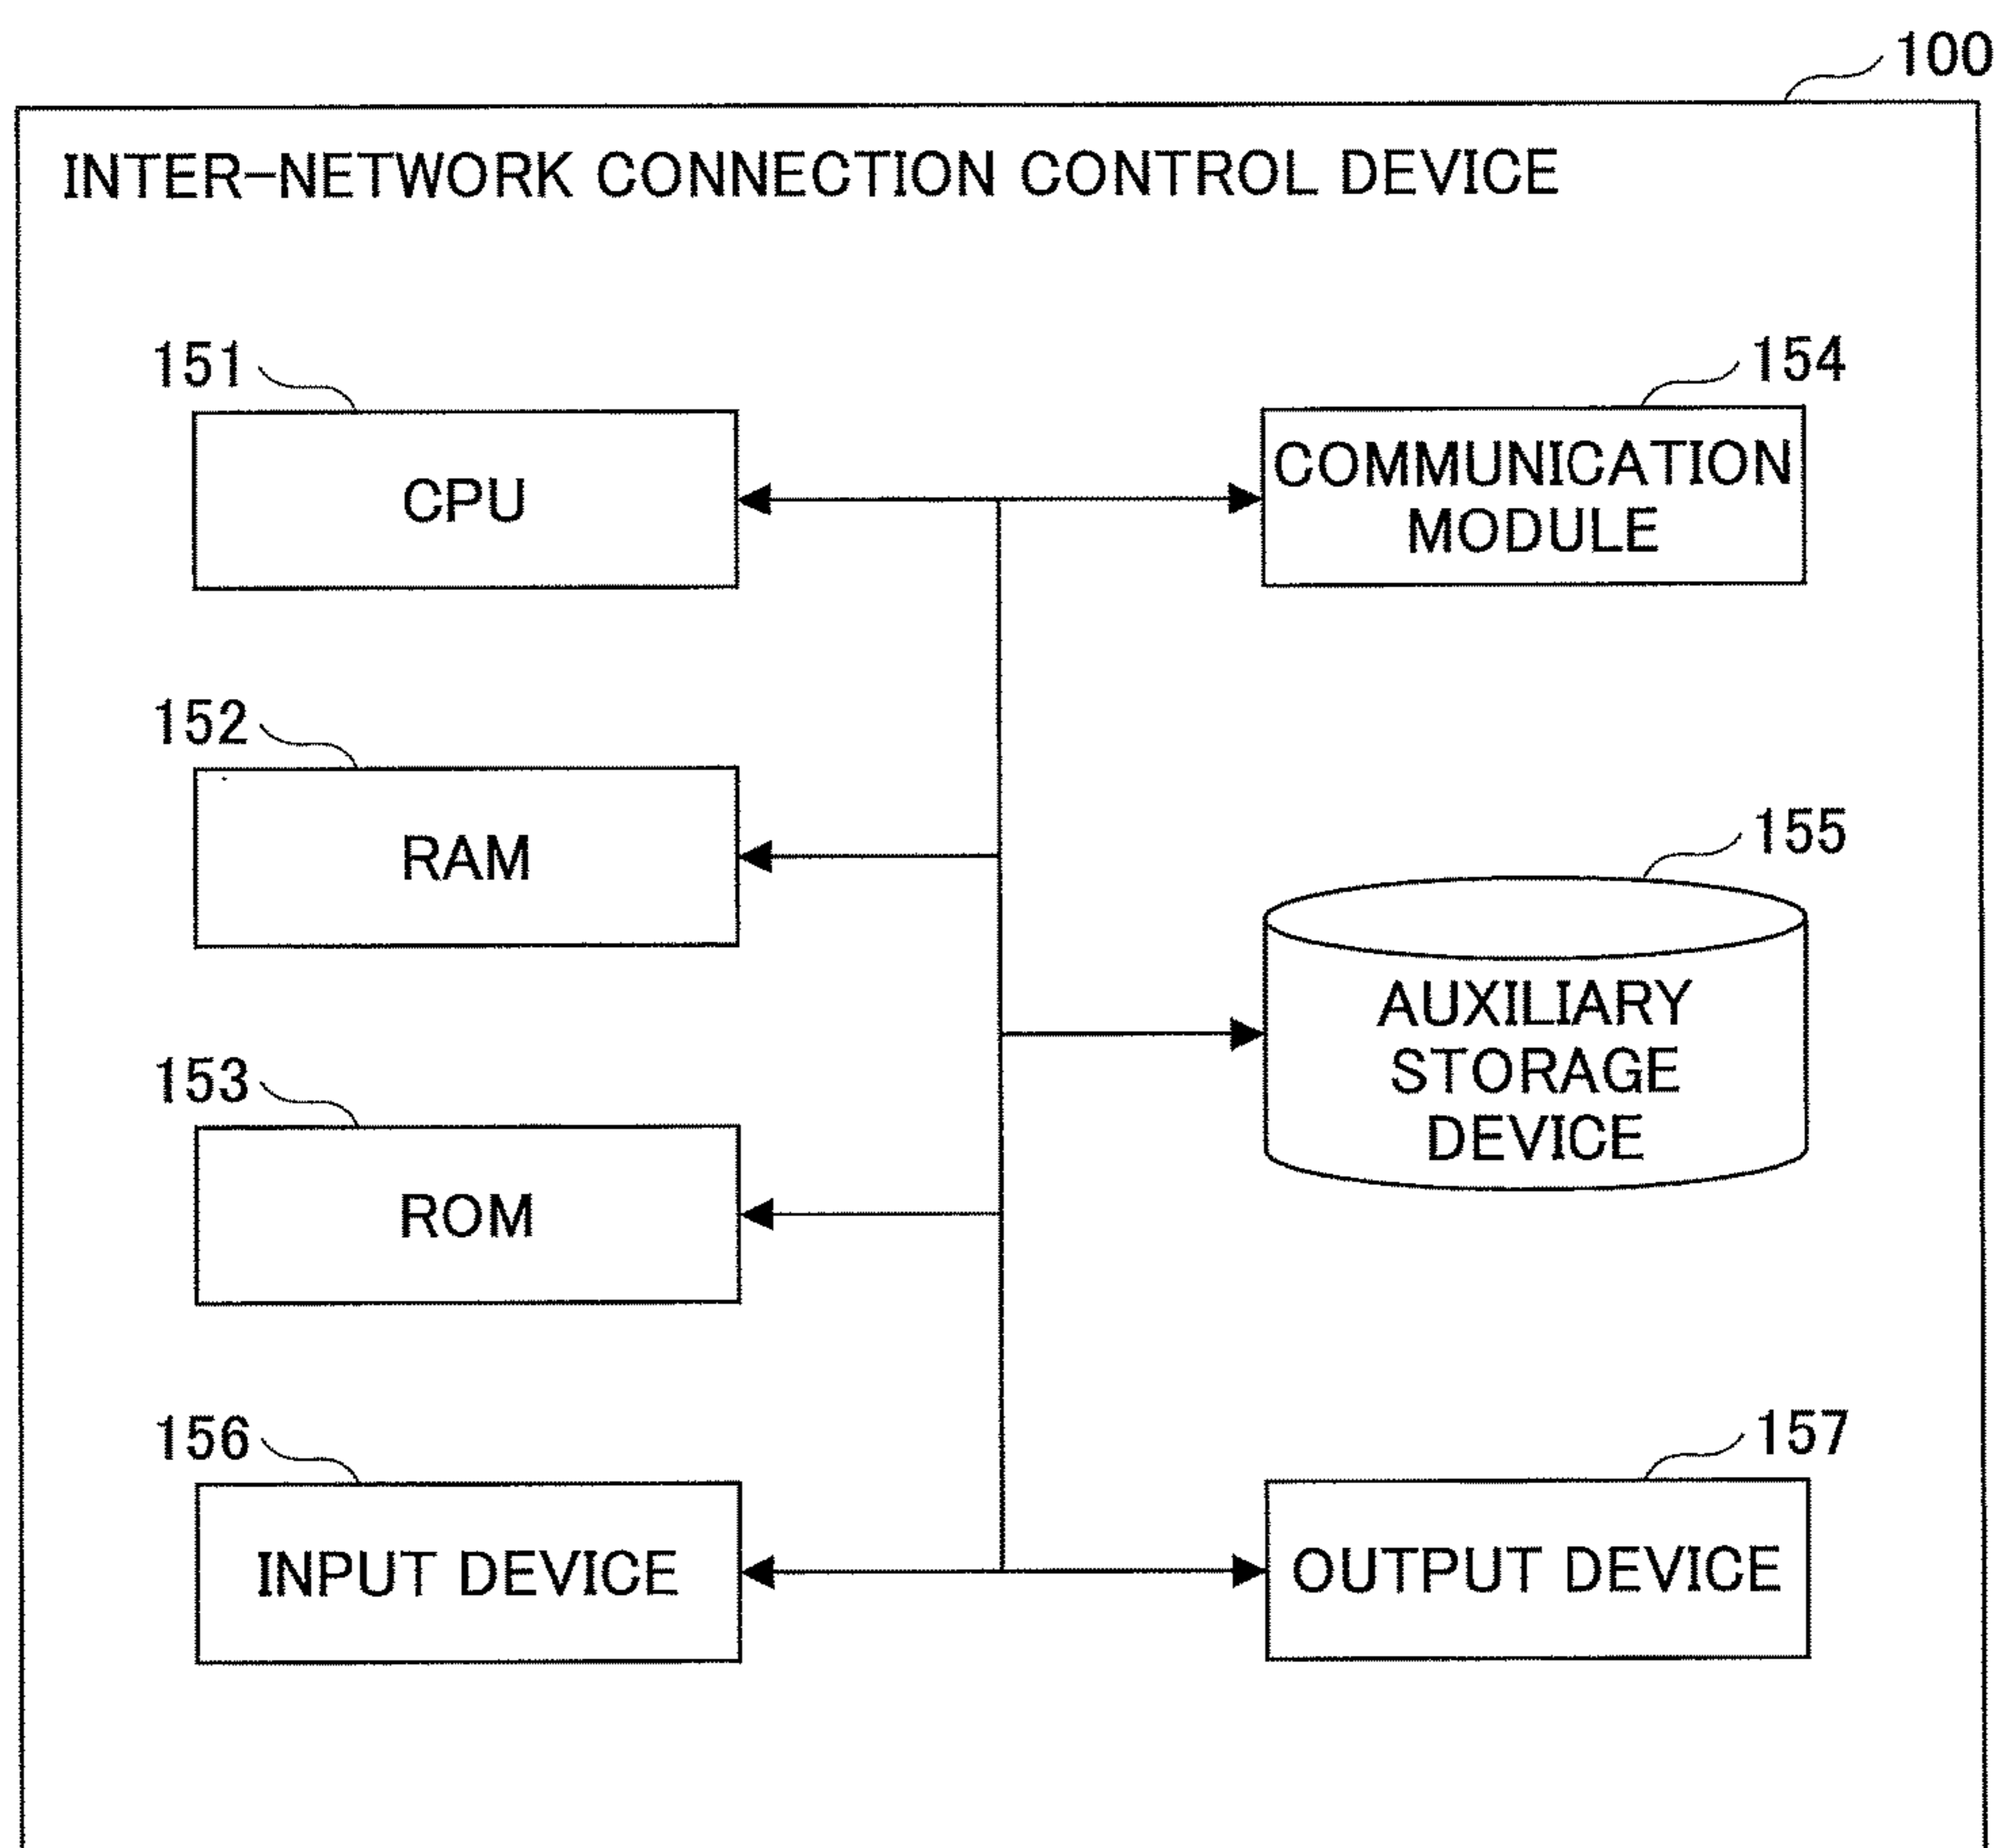 100
INTER-NETWORK CONNECTION CONTROL DEVICE
151
CPU
154
COMMUNICATION
MODULE
152
RAM
155
AUXILIARY
STORAGE
DEVICE
153
ROM
156
INPUT DEVICE
157
OUTPUT DEVICE